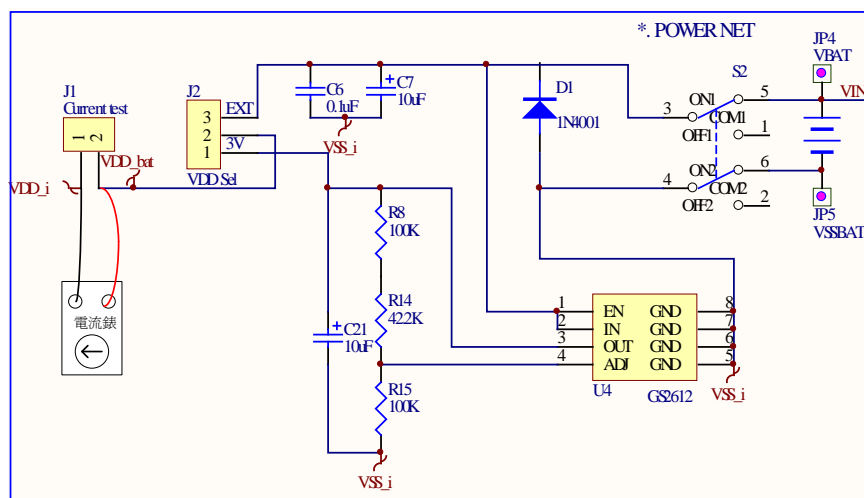 *. POWER NET
JP4
VBAT
J1
Current test
J2
C6
0.1uF
C7
10uF
D1
1N4001
S2
VIN
EXT
3
2
1
3V
VDD Sel
1
2
VDD_bat
VDD_i
VSS_i
ON1
COM1
OFF1
3
5
1
ON2
COM2
OFF2
4
6
2
JP5
VSSBAT
R8
100K
R14
42.2K
C21
10uF
R15
100K
VSS_i
電流錶
1
2
3
4
EN
IN
OUT
ADJ
GND
GND
GND
GND
8
7
6
5
U4
GS2612
VSS_i